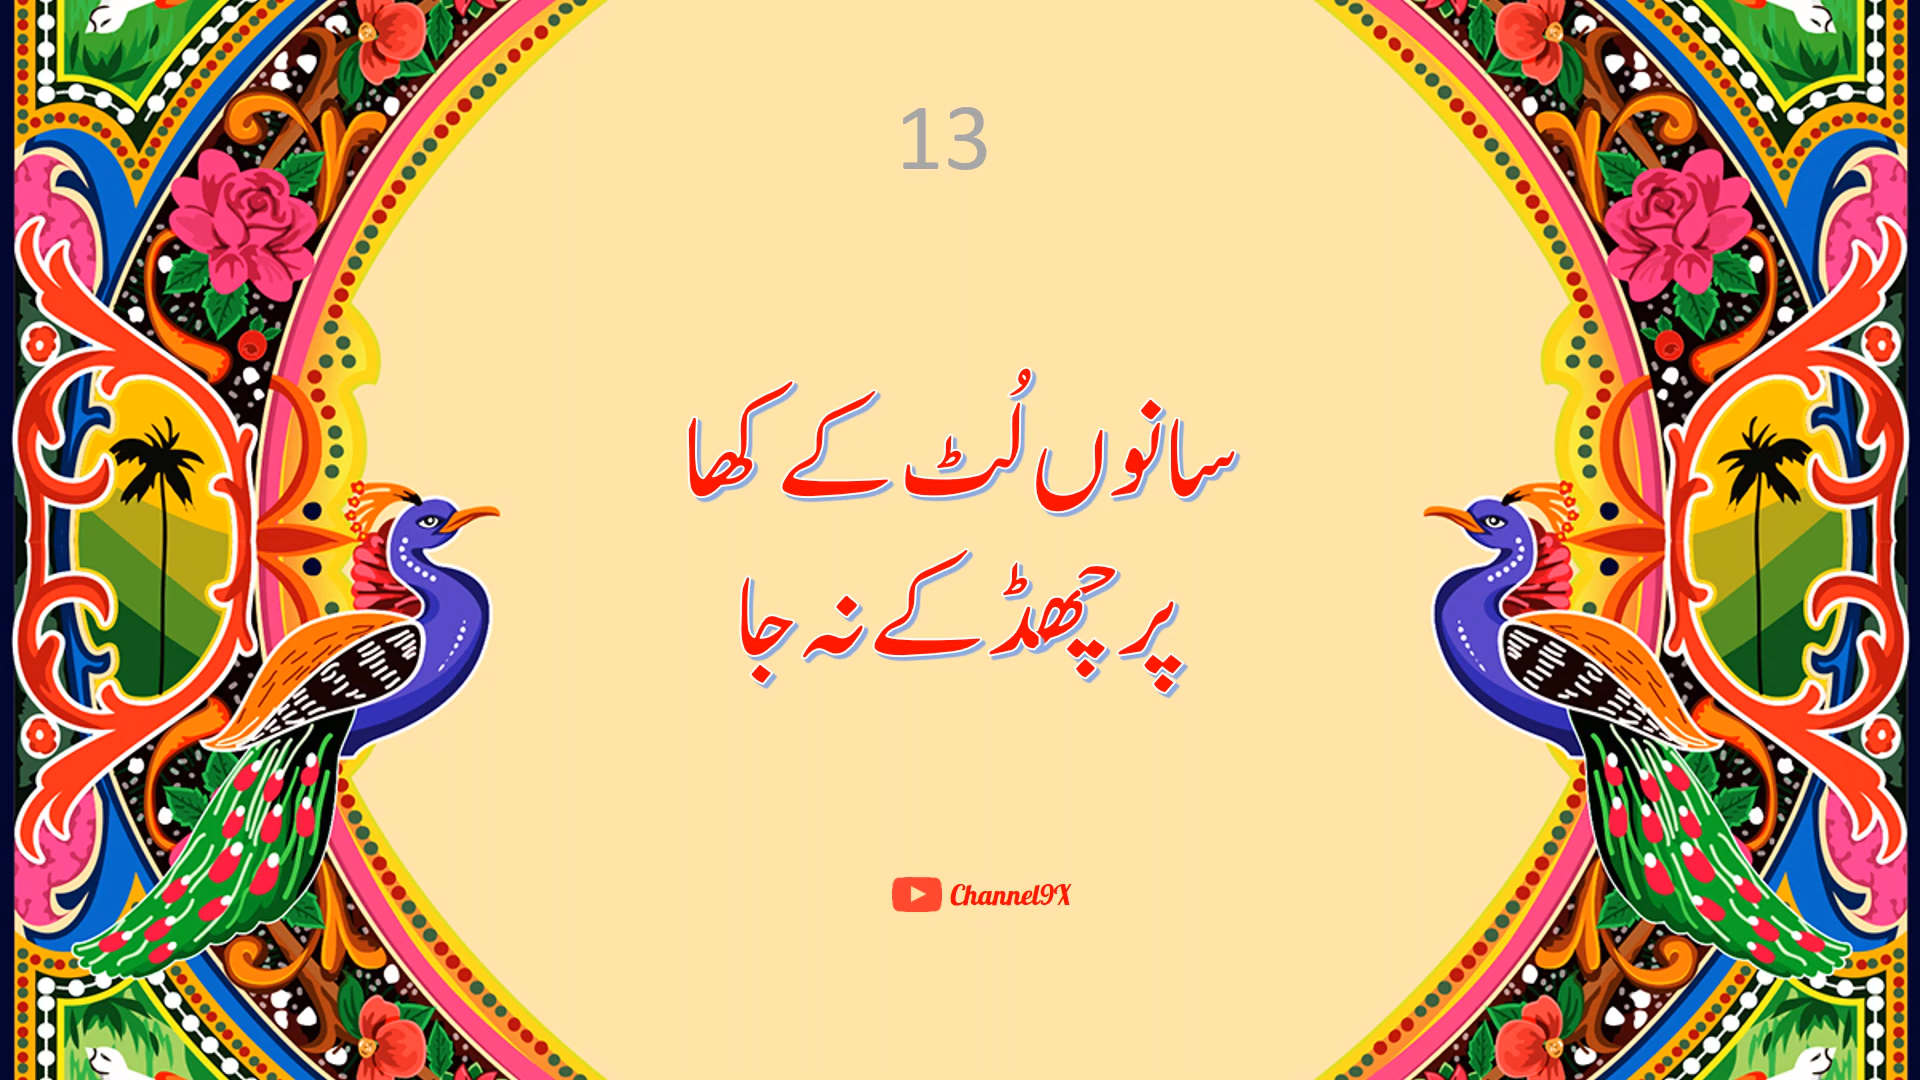 13
سانوں لُٹ کے کھا
پر چھڈ کے نہ جا
Channel9X